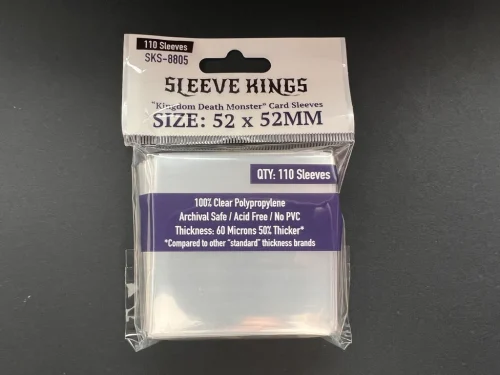 110 Sleeves
SKS-8805
SLEEVE KINGS
"Kingdom Death Monster" Card Sleeves
SIZE: 52 x 52MM
QTY: 110 Sleeves
100% Clear Polypropylene
Archival Safe / Acid Free / No PVC
Thickness: 60 Microns 50% Thicker*
*Compared to other "standard" thickness brands